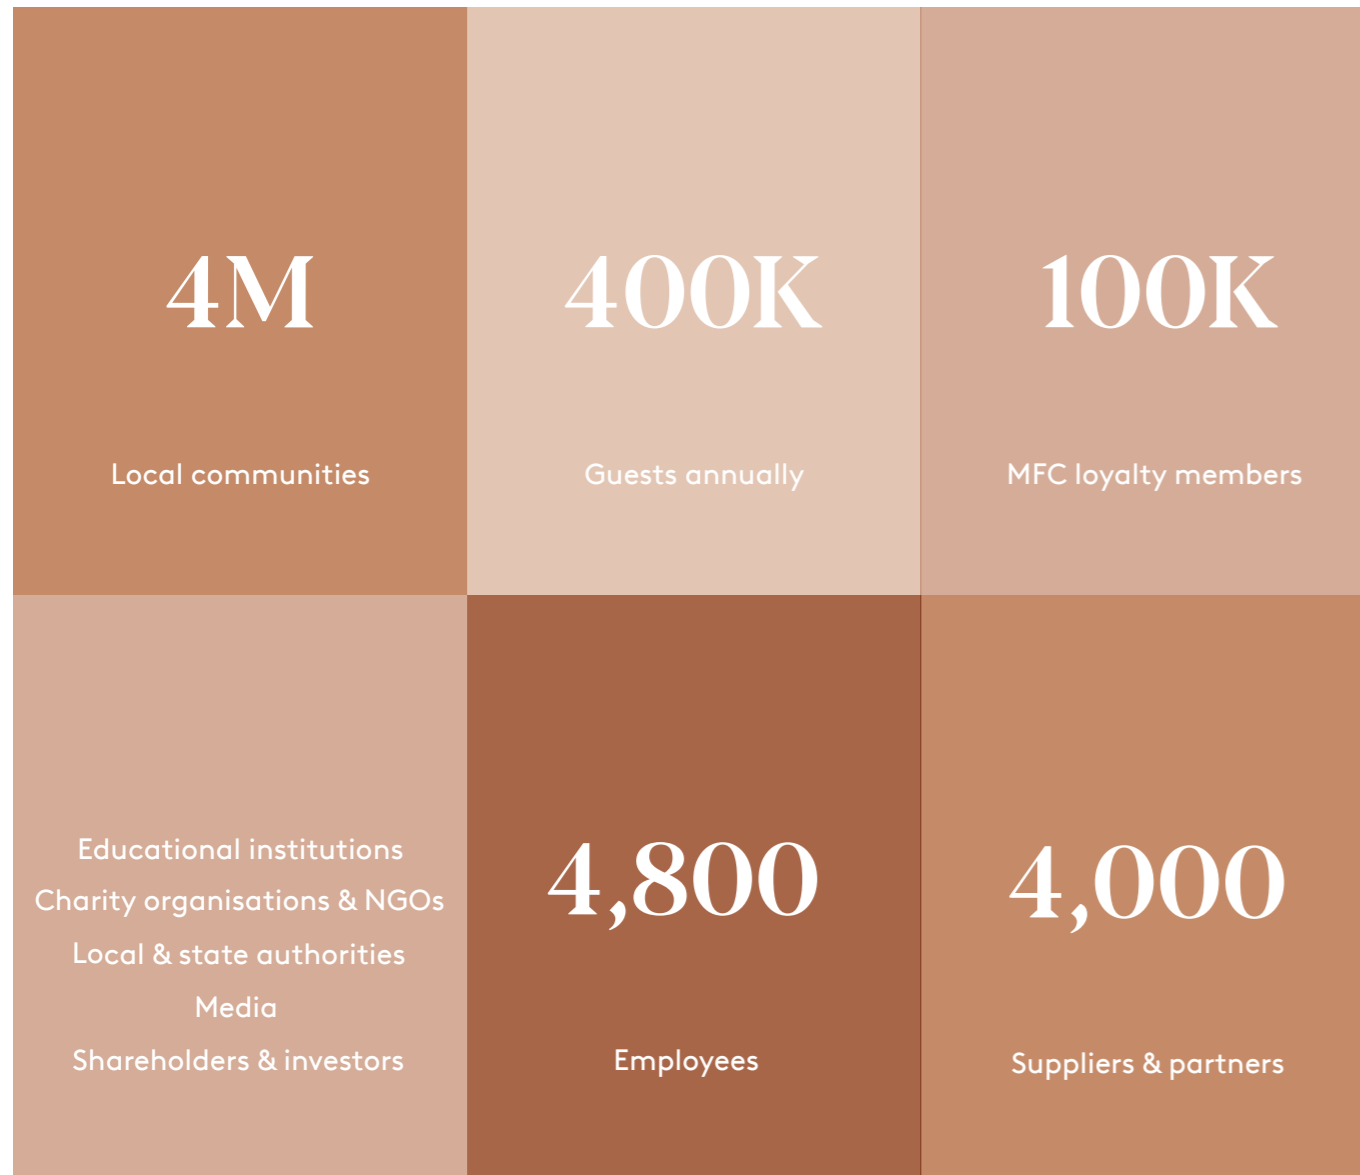 4M
Local communities
400K
Guests annually
100K
MFC loyalty members
Educational institutions
Charity organisations & NGOs
Local & state authorities
Media
Shareholders & investors
4,800
Employees
4,000
Suppliers & partners